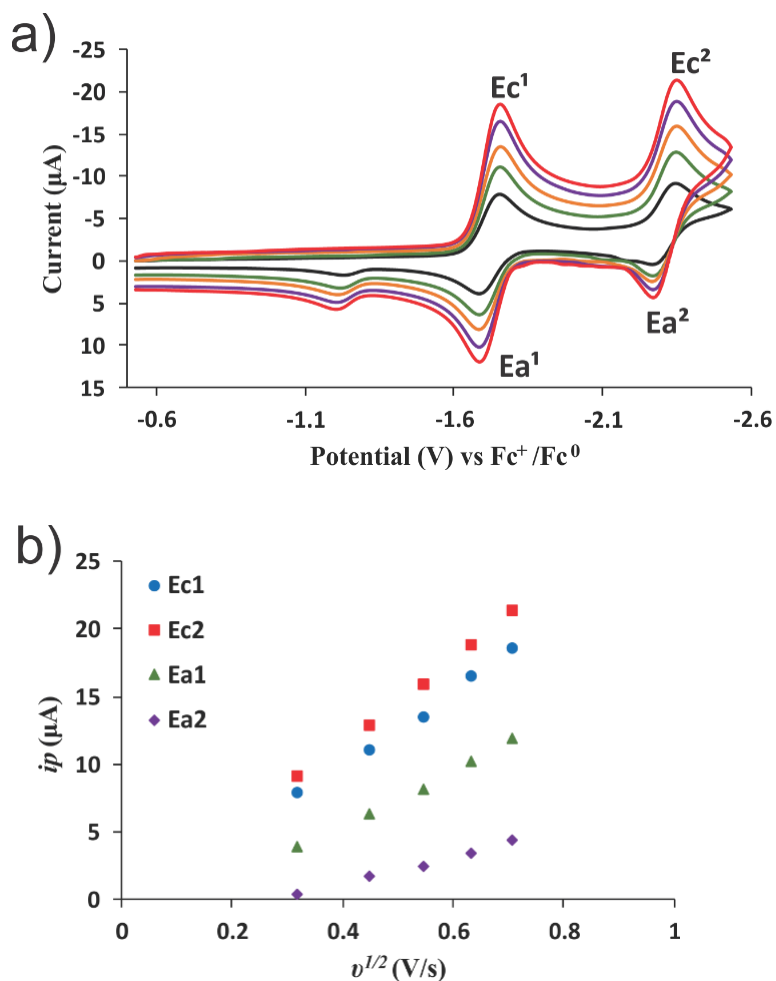 a)
-25
-20
-15
-10
-5
0
5
10
15
Current (µA)
Ec¹
Ec²
Ea¹
Ea²
-0.6 -1.1 -1.6 -2.1 -2.6
Potential (V) vs Fc⁺ /Fc⁰
b)
25
20
15
10
5
0
ip (µA)
Ec1
Ec2
Ea1
Ea2
0 0.2 0.4 0.6 0.8 1
υ^1/2 (V/s)